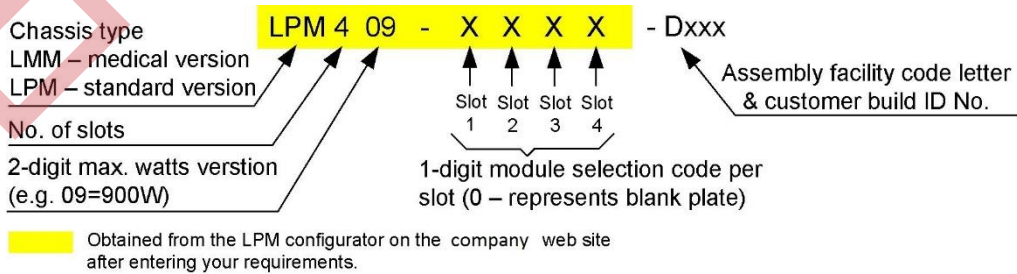 Chassis type
LMM – medical version
LPM – standard version
No. of slots
2-digit max. watts verstion
(e.g. 09=900W)
LPM 4 09 - X X X X - Dxxx
Slot 1 Slot 2 Slot 3 Slot 4
1-digit module selection code per
slot (0 – represents blank plate)
Assembly facility code letter
& customer build ID No.
Obtained from the LPM configurator on the company web site
after entering your requirements.